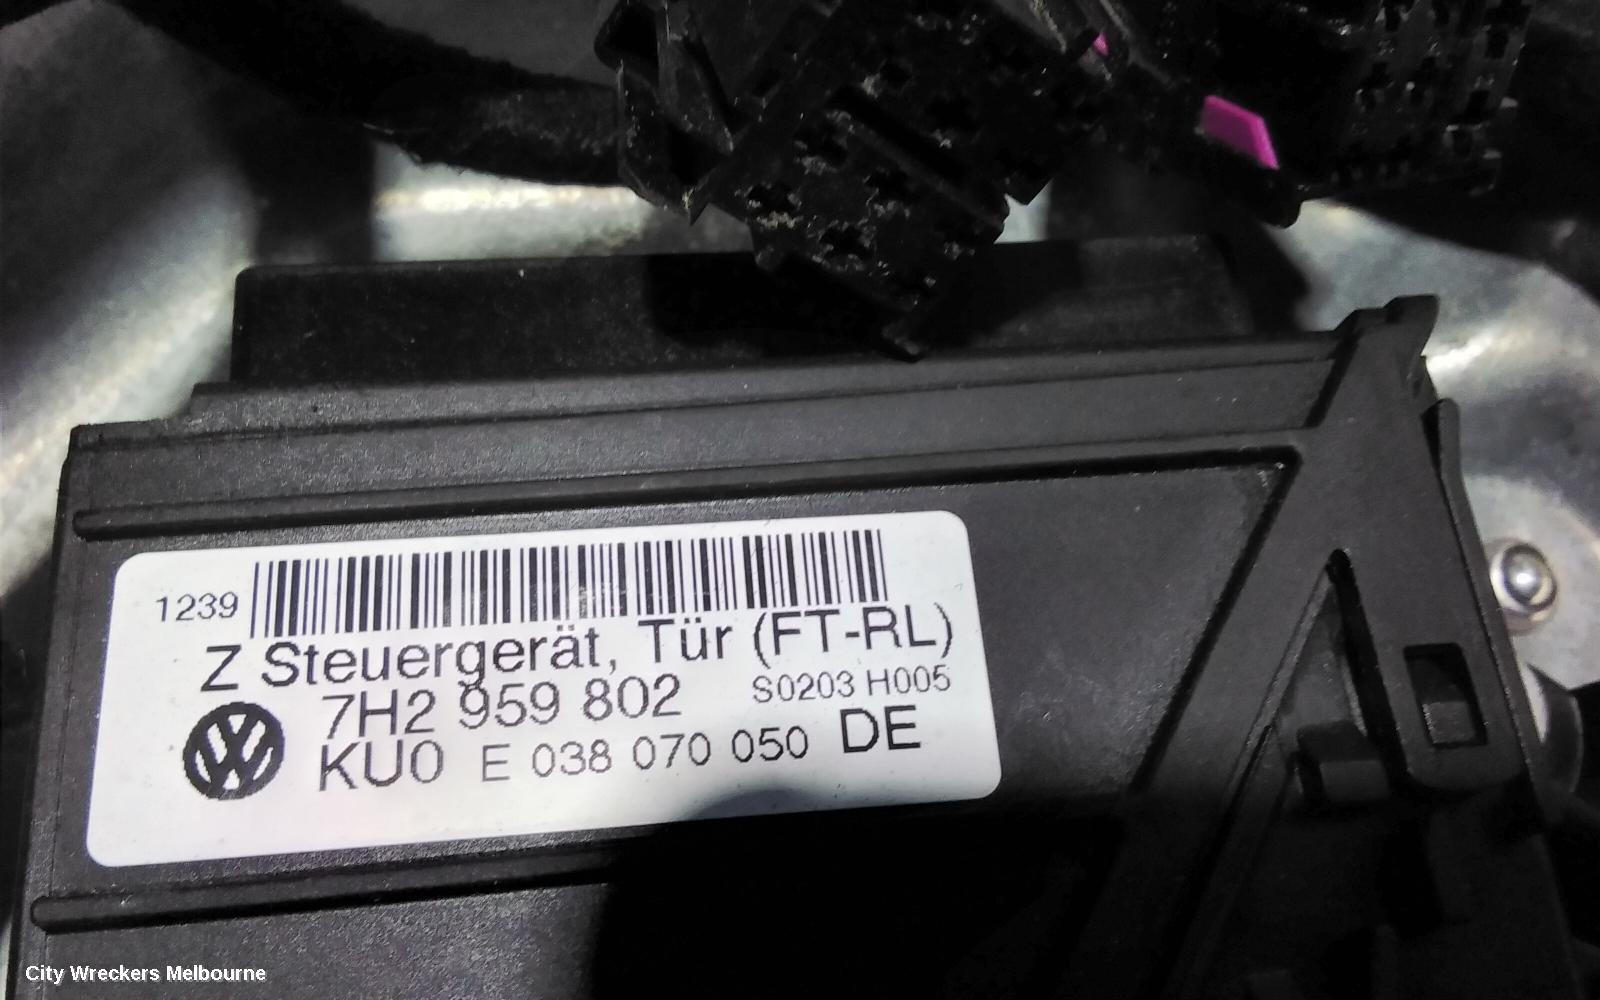 1239
Z Steuergerät, Tür (FT-RL)
7H2 959 802 S0203 H005
KU0 E 038 070 050 DE
City Wreckers Melbourne